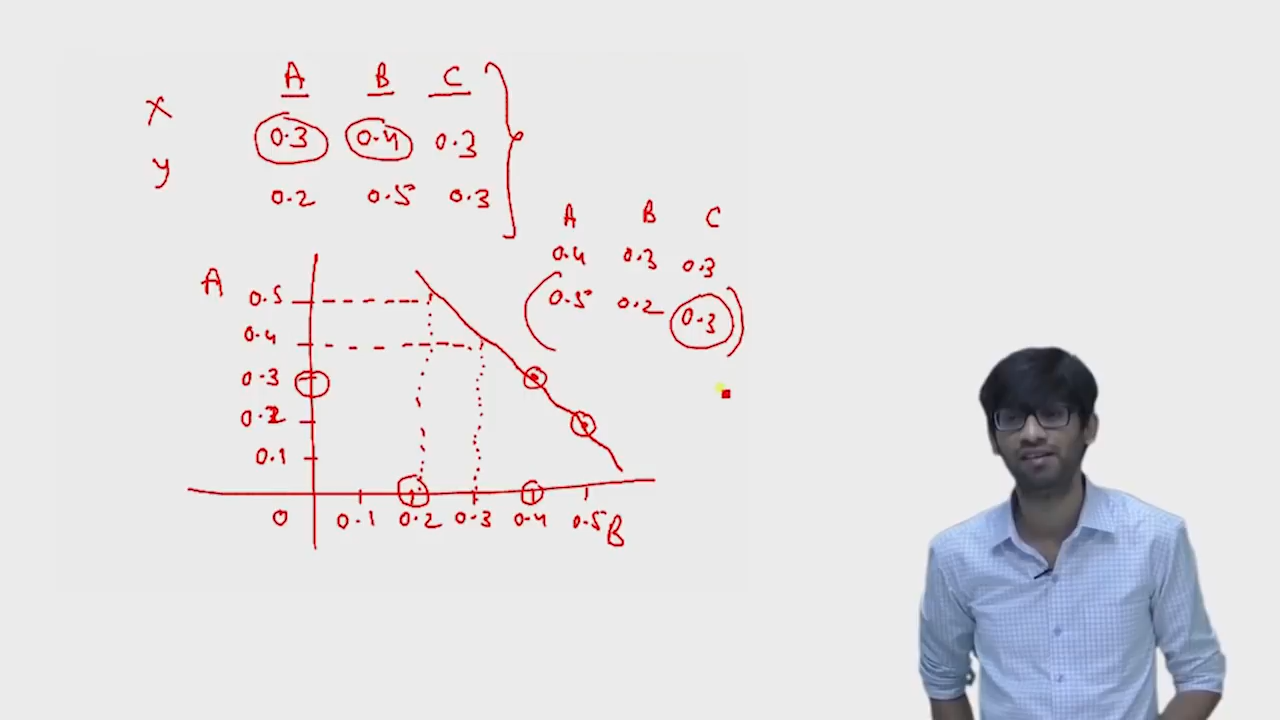 A B C
X 0.3 0.4 0.3
y 0.2 0.5 0.3
A B C
0.4 0.3 0.3
0.5 0.2 0.3
A
0.5
0.4
0.3
0.2
0.1
0 0.1 0.2 0.3 0.4 0.5 B